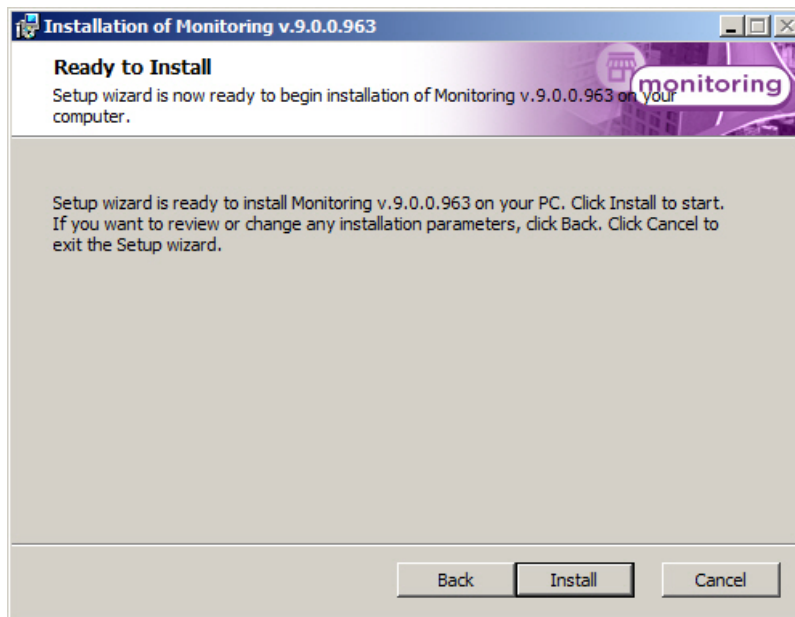 Installation of Monitoring v.9.0.0.963
Ready to Install
Setup wizard is now ready to begin installation of Monitoring v.9.0.0.963 on your
computer.
monitoring
Setup wizard is ready to install Monitoring v.9.0.0.963 on your PC. Click Install to start.
If you want to review or change any installation parameters, click Back. Click Cancel to
exit the Setup wizard.
Back Install Cancel